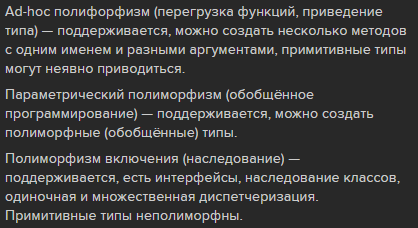 Ad-hoc полифорфизм (перегрузка функций, приведение
типа) — поддерживается, можно создать несколько методов
с одним именем и разными аргументами, примитивные типы
могут неявно приводиться.
Параметрический полиморфизм (обобщённое
программирование) — поддерживается, можно создать
полиморфные (обобщённые) типы.
Полиморфизм включения (наследование) —
поддерживается, есть интерфейсы, наследование классов,
одиночная и множественная диспетчеризация.
Примитивные типы неполиморфны.